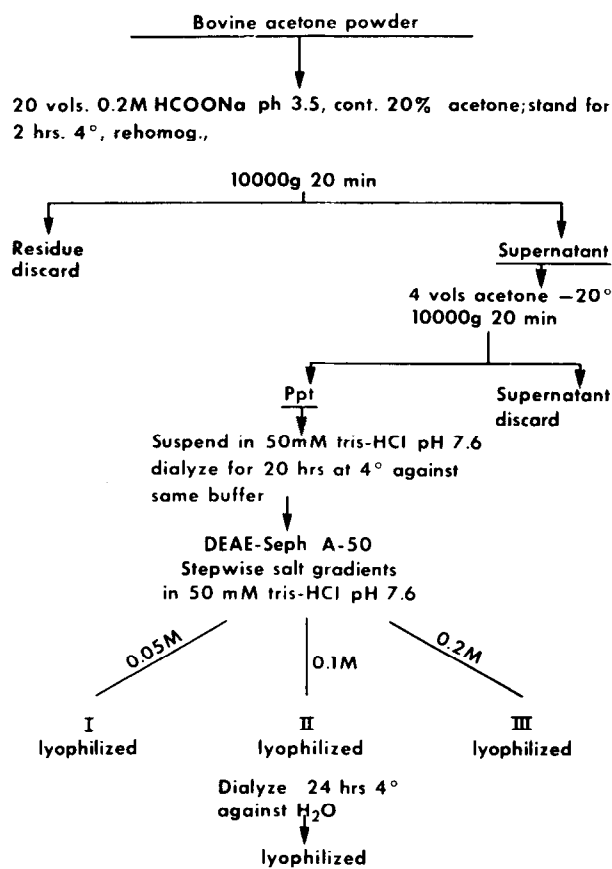 Bovine acetone powder
20 vols. 0.2M HCOONa ph 3.5, cont. 20% acetone; stand for
2 hrs. 4°, rehomog.,
10000g 20 min
Residue
discard
Supernatant
4 vols acetone −20°
10000g 20 min
Ppt
Supernatant
discard
Suspend in 50mM tris-HCl pH 7.6
dialyze for 20 hrs at 4° against
same buffer
DEAE-Seph A-50
Stepwise salt gradients
in 50 mM tris-HCl pH 7.6
0.05M
0.1M
0.2M
I
lyophilized
II
lyophilized
III
lyophilized
Dialyze 24 hrs 4°
against H₂O
lyophilized